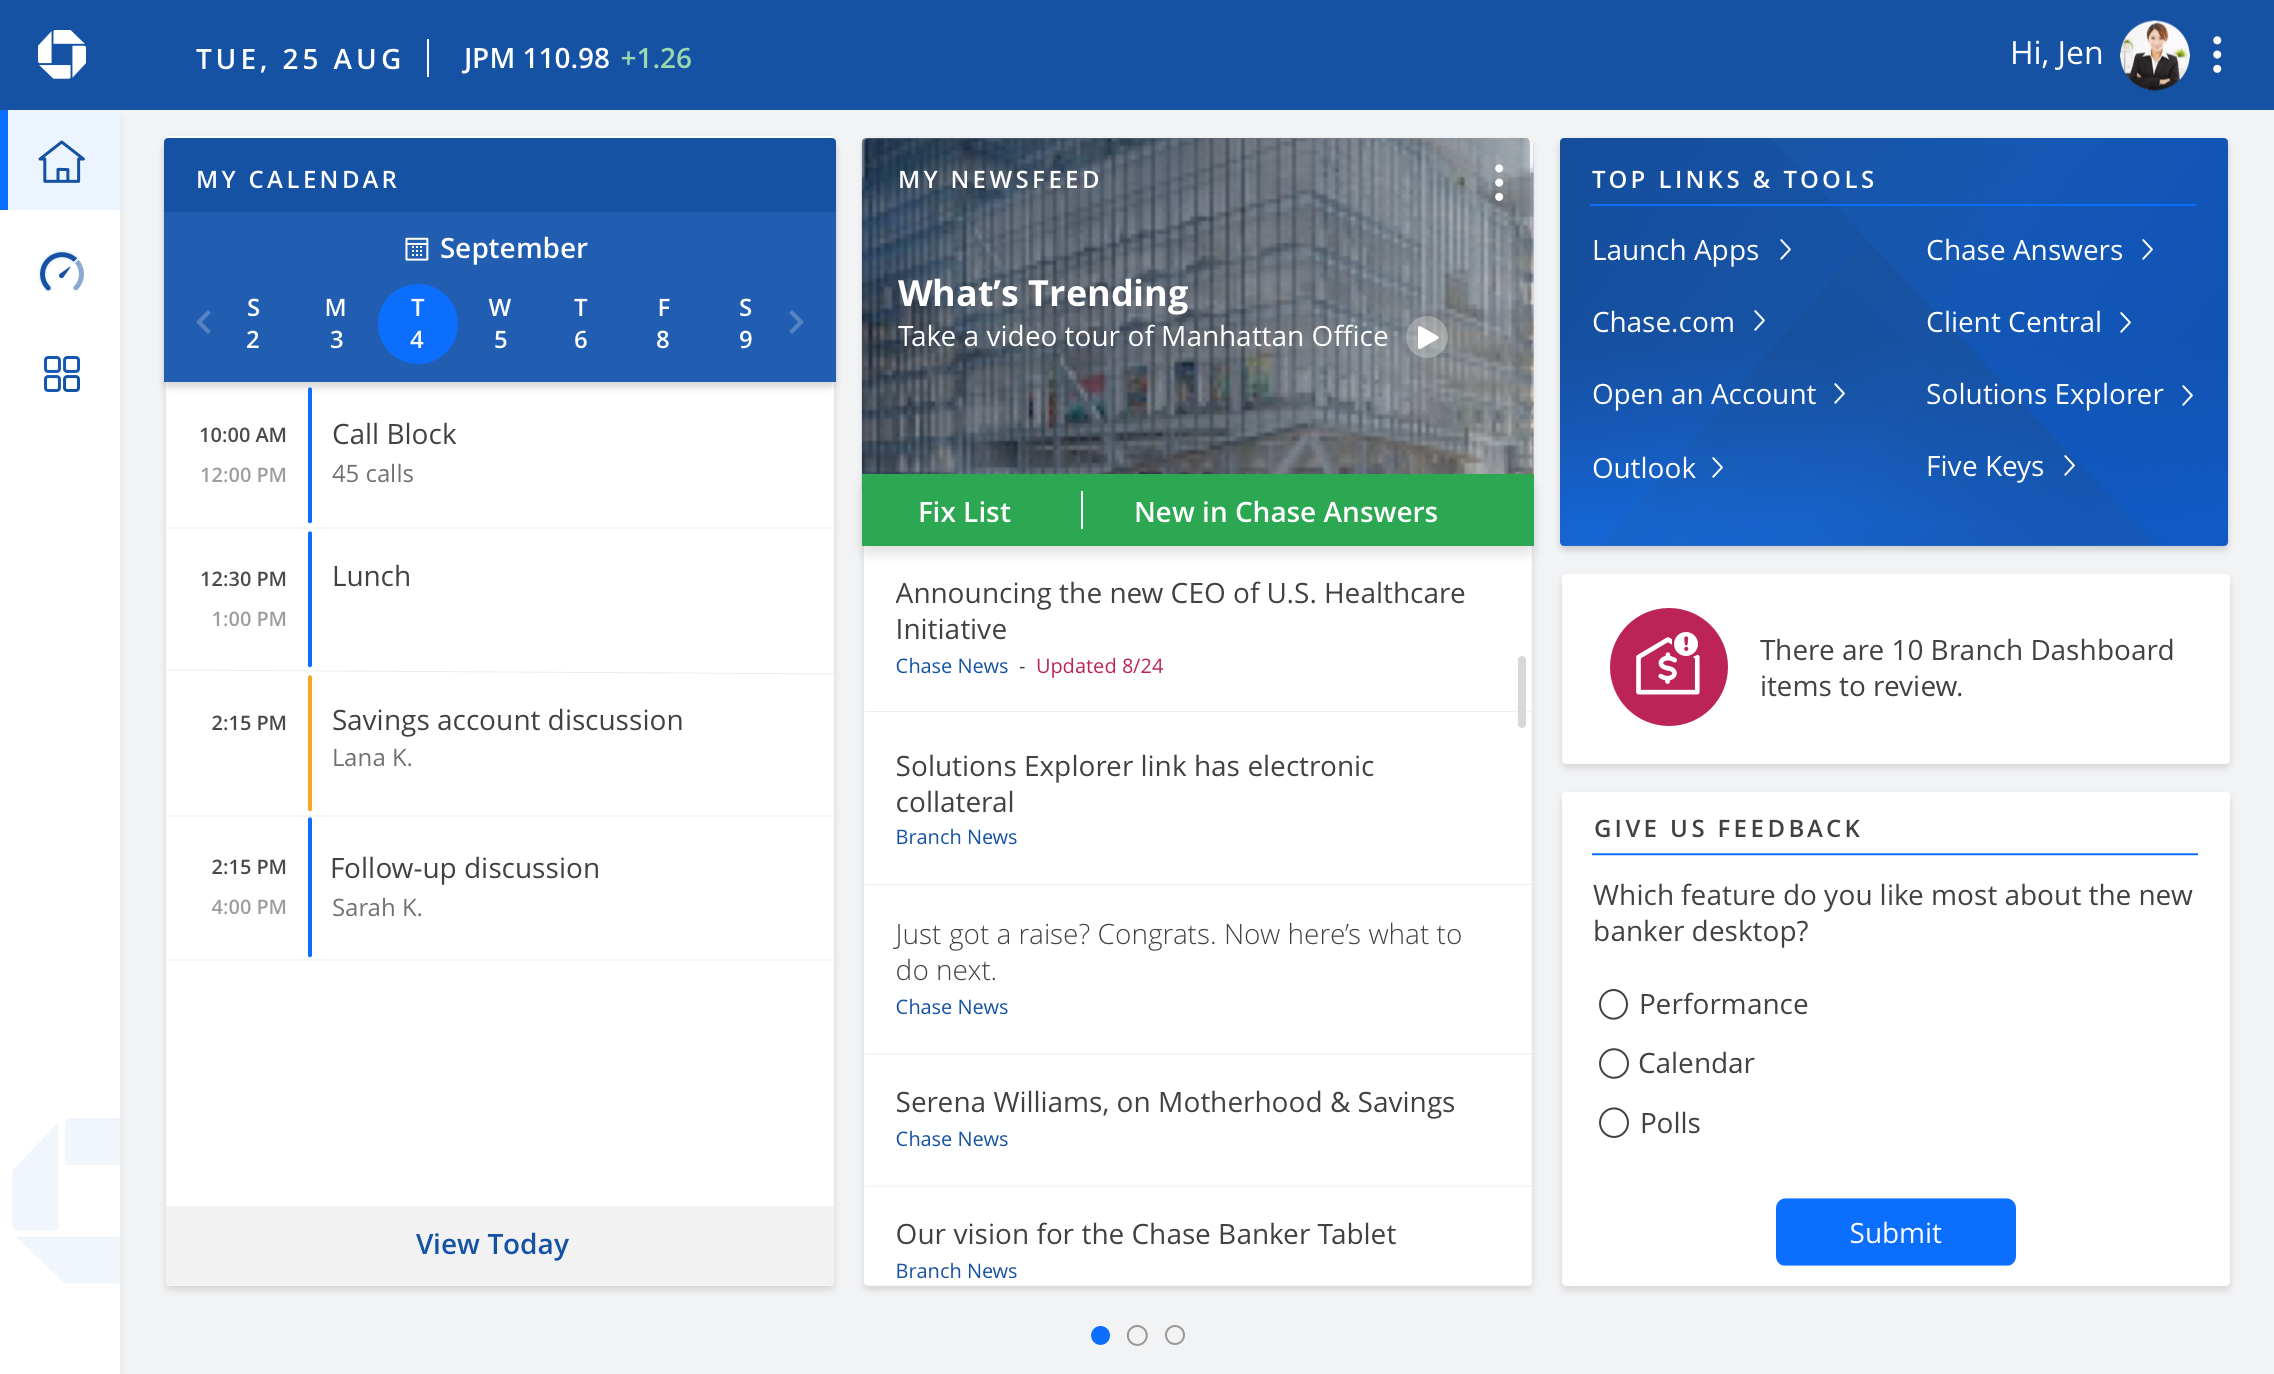 TUE, 25 AUG
JPM 110.98 +1.26
Hi, Jen
MY CALENDAR
September
S M T W T F S
2 3 4 5 6 8 9
10:00 AM Call Block
12:00 PM 45 calls
12:30 PM Lunch
1:00 PM
2:15 PM Savings account discussion
Lana K.
2:15 PM Follow-up discussion
4:00 PM Sarah K.
View Today
MY NEWSFEED
What’s Trending
Take a video tour of Manhattan Office
Fix List New in Chase Answers
Announcing the new CEO of U.S. Healthcare
Initiative
Chase News - Updated 8/24
Solutions Explorer link has electronic
collateral
Branch News
Just got a raise? Congrats. Now here’s what to
do next.
Chase News
Serena Williams, on Motherhood & Savings
Chase News
Our vision for the Chase Banker Tablet
Branch News
TOP LINKS & TOOLS
Launch Apps Chase Answers
Chase.com Client Central
Open an Account Solutions Explorer
Outlook Five Keys
There are 10 Branch Dashboard
items to review.
GIVE US FEEDBACK
Which feature do you like most about the new
banker desktop?
Performance
Calendar
Polls
Submit